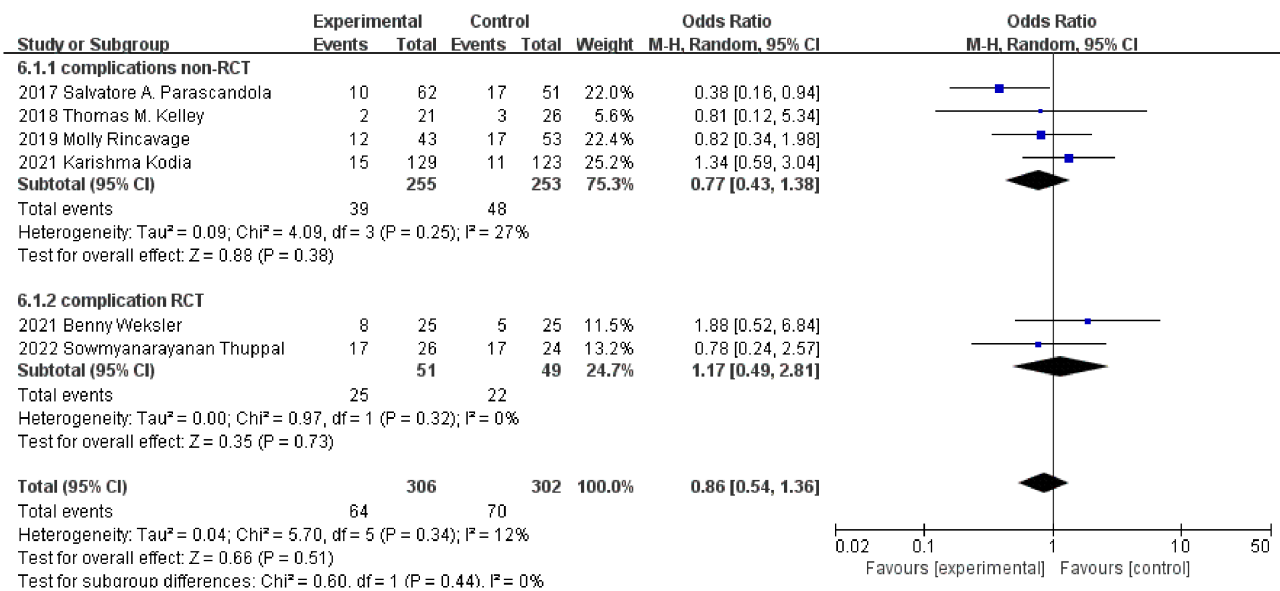 Experimental Control Odds Ratio Odds Ratio
Study or Subgroup Events Total Events Total Weight M-H, Random, 95% CI M-H, Random, 95% CI
6.1.1 complications non-RCT
2017 Salvatore A. Parascandola 10 62 17 51 22.0% 0.38 [0.16, 0.94]
2018 Thomas M. Kelley 2 21 3 26 5.6% 0.81 [0.12, 5.34]
2019 Molly Rincavage 12 43 17 53 22.4% 0.82 [0.34, 1.98]
2021 Karishma Kodia 15 129 11 123 25.2% 1.34 [0.59, 3.04]
Subtotal (95% CI) 255 253 75.3% 0.77 [0.43, 1.38]
Total events 39 48
Heterogeneity: Tau² = 0.09; Chi² = 4.09, df = 3 (P = 0.25); I² = 27%
Test for overall effect: Z = 0.88 (P = 0.38)
6.1.2 complication RCT
2021 Benny Weksler 8 25 5 25 11.5% 1.88 [0.52, 6.84]
2022 Sowmyanarayanan Thuppal 17 26 17 24 13.2% 0.78 [0.24, 2.57]
Subtotal (95% CI) 51 49 24.7% 1.17 [0.49, 2.81]
Total events 25 22
Heterogeneity: Tau² = 0.00; Chi² = 0.97, df = 1 (P = 0.32); I² = 0%
Test for overall effect: Z = 0.35 (P = 0.73)
Total (95% CI) 306 302 100.0% 0.86 [0.54, 1.36]
Total events 64 70
Heterogeneity: Tau² = 0.04; Chi² = 5.70, df = 5 (P = 0.34); I² = 12%
Test for overall effect: Z = 0.66 (P = 0.51)
Test for subgroup differences: Chi² = 0.60, df = 1 (P = 0.44), I² = 0%
0.02 0.1 1 10 50
Favours [experimental] Favours [control]